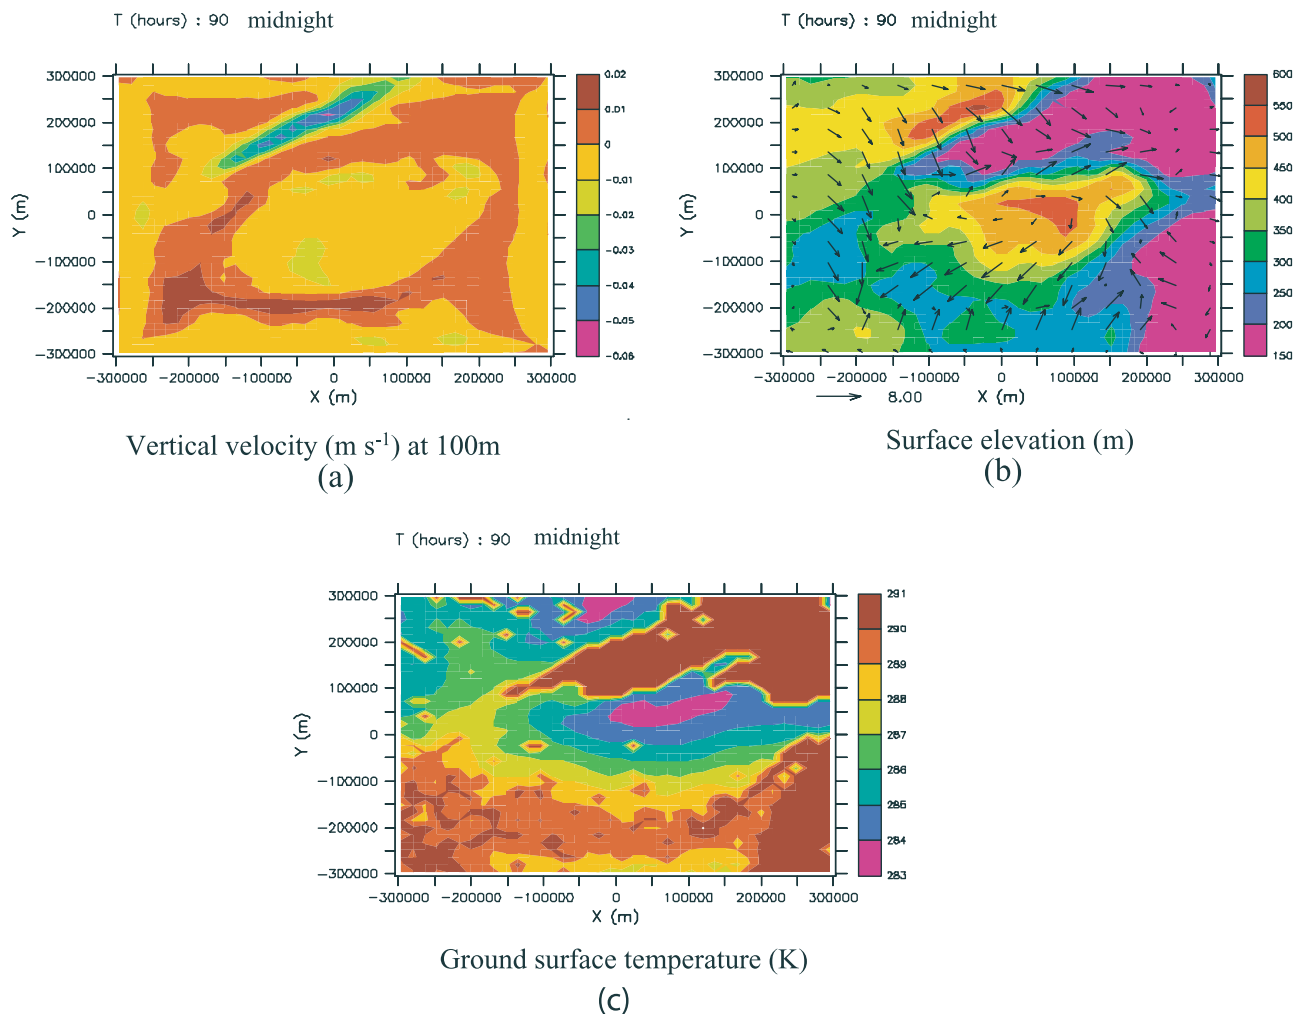 T (hours) : 90 midnight
300000
200000
100000
0
-100000
-200000
-300000
Y (m)
-300000 -200000 -100000 0 100000 200000 300000
X (m)
0.02
0.01
0
-0.01
-0.02
-0.03
-0.04
-0.05
-0.06
Vertical velocity (m s-1) at 100m
(a)
T (hours) : 90 midnight
300000
200000
100000
0
-100000
-200000
-300000
Y (m)
-300000 -200000 -100000 0 100000 200000 300000
8.00 X (m)
600
550
500
450
400
350
300
250
200
150
Surface elevation (m)
(b)
T (hours) : 90 midnight
300000
200000
100000
0
-100000
-200000
-300000
Y (m)
-300000 -200000 -100000 0 100000 200000 300000
X (m)
291
290
289
288
287
286
285
284
283
Ground surface temperature (K)
(c)